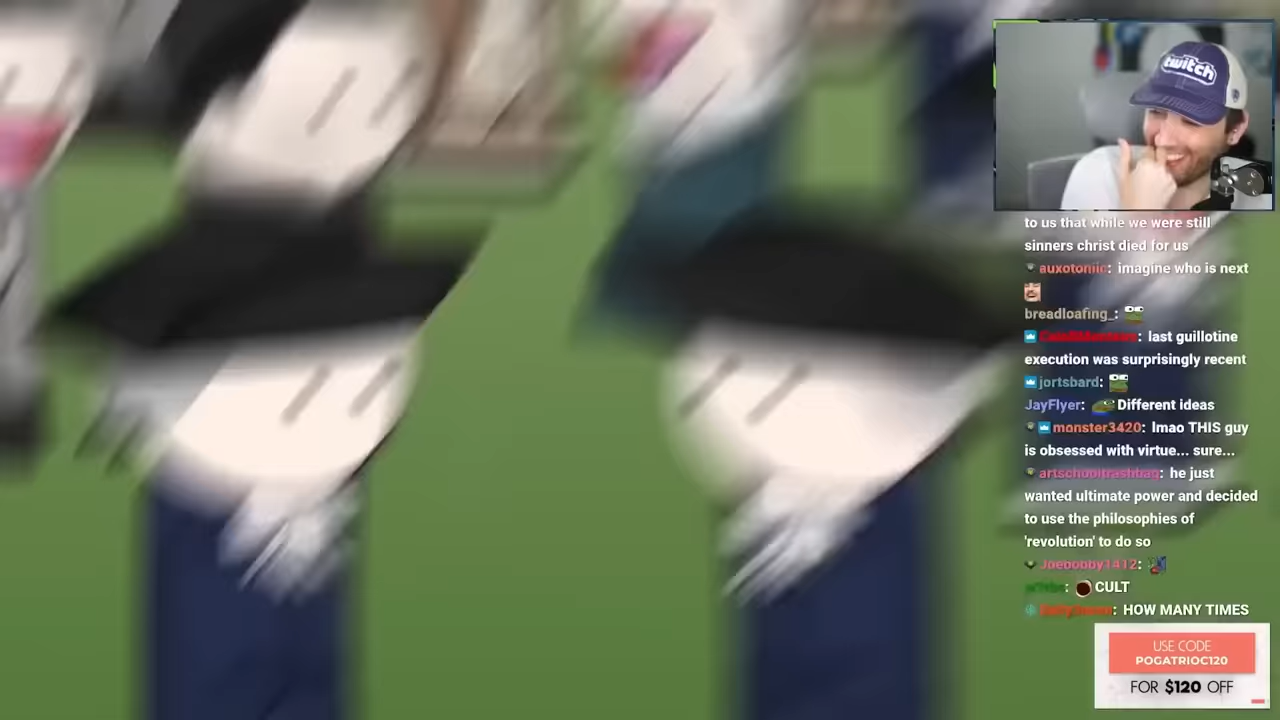 twitch
to us that while we were still
sinners christ died for us
auxotoniic: imagine who is next
breadloafing_:
last guillotine
execution was surprisingly recent
jortsbard:
JayFlyer: Different ideas
monster3420: lmao THIS guy
is obsessed with virtue... sure...
he just
wanted ultimate power and decided
to use the philosophies of
'revolution' to do so
Joebobby1412:
CULT
HOW MANY TIMES
USE CODE
POGATRIOC120
FOR $120 OFF